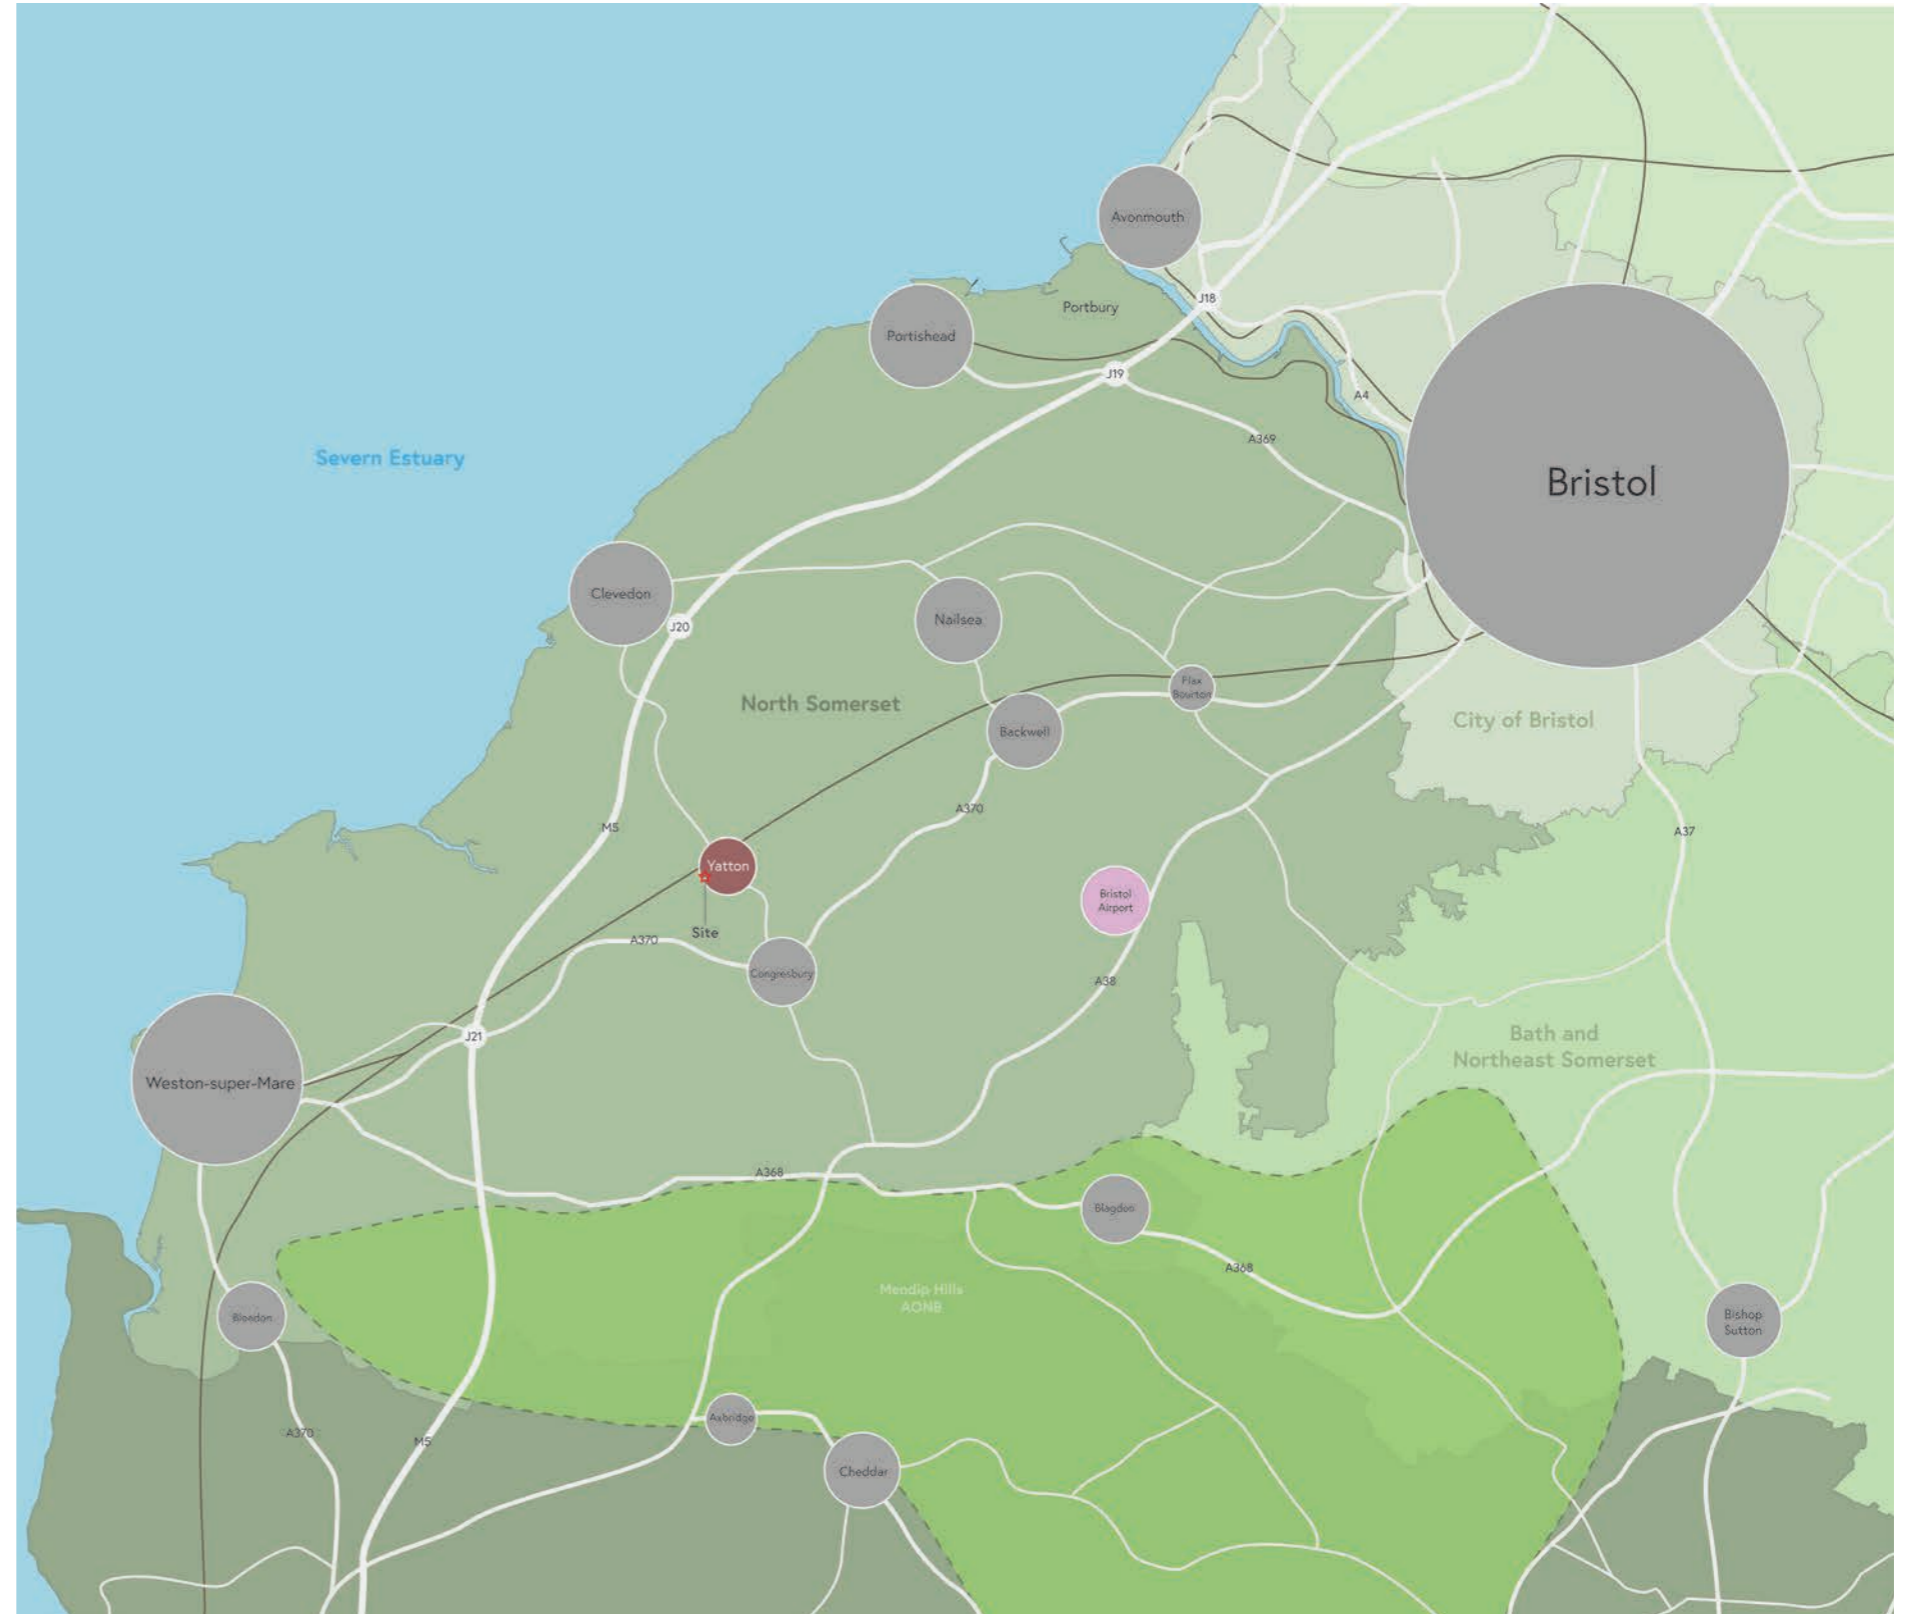 Avonmouth
J18
Portbury
Portishead
J19
A4
A369
Severn Estuary
Bristol
Clevedon
J20
Nailsea
Flax
Bourton
North Somerset
Backwell
City of Bristol
A370
M5
A37
Yatton
Bristol
Airport
Site
A370
Congresbury
A38
J21
Bath and
Northeast Somerset
Weston-super-Mare
A368
Blagdon
A368
Mendip Hills
AONB
Bleadon
Bishop
Sutton
Axbridge
A370
M5
Cheddar